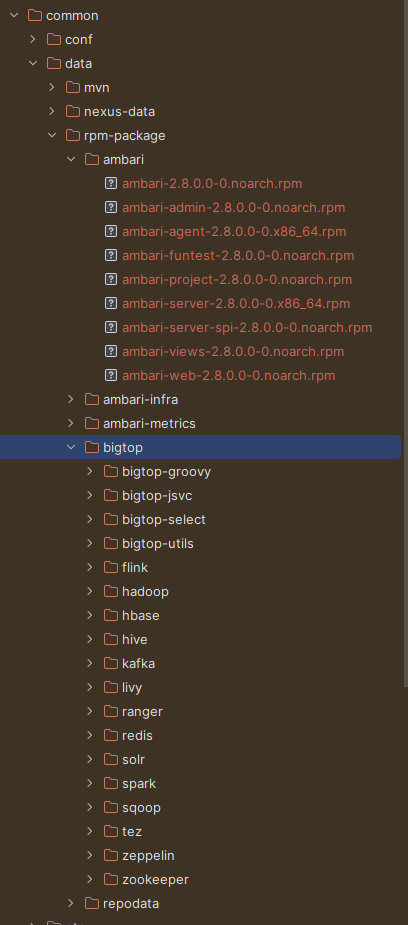 common
conf
data
mvn
nexus-data
rpm-package
ambari
ambari-2.8.0.0-0.noarch.rpm
ambari-admin-2.8.0.0-0.noarch.rpm
ambari-agent-2.8.0.0-0.x86_64.rpm
ambari-funtest-2.8.0.0-0.noarch.rpm
ambari-project-2.8.0.0-0.noarch.rpm
ambari-server-2.8.0.0-0.x86_64.rpm
ambari-server-spi-2.8.0.0-0.noarch.rpm
ambari-views-2.8.0.0-0.noarch.rpm
ambari-web-2.8.0.0-0.noarch.rpm
ambari-infra
ambari-metrics
bigtop
bigtop-groovy
bigtop-jsvc
bigtop-select
bigtop-utils
flink
hadoop
hbase
hive
kafka
livy
ranger
redis
solr
spark
sqoop
tez
zeppelin
zookeeper
repodata